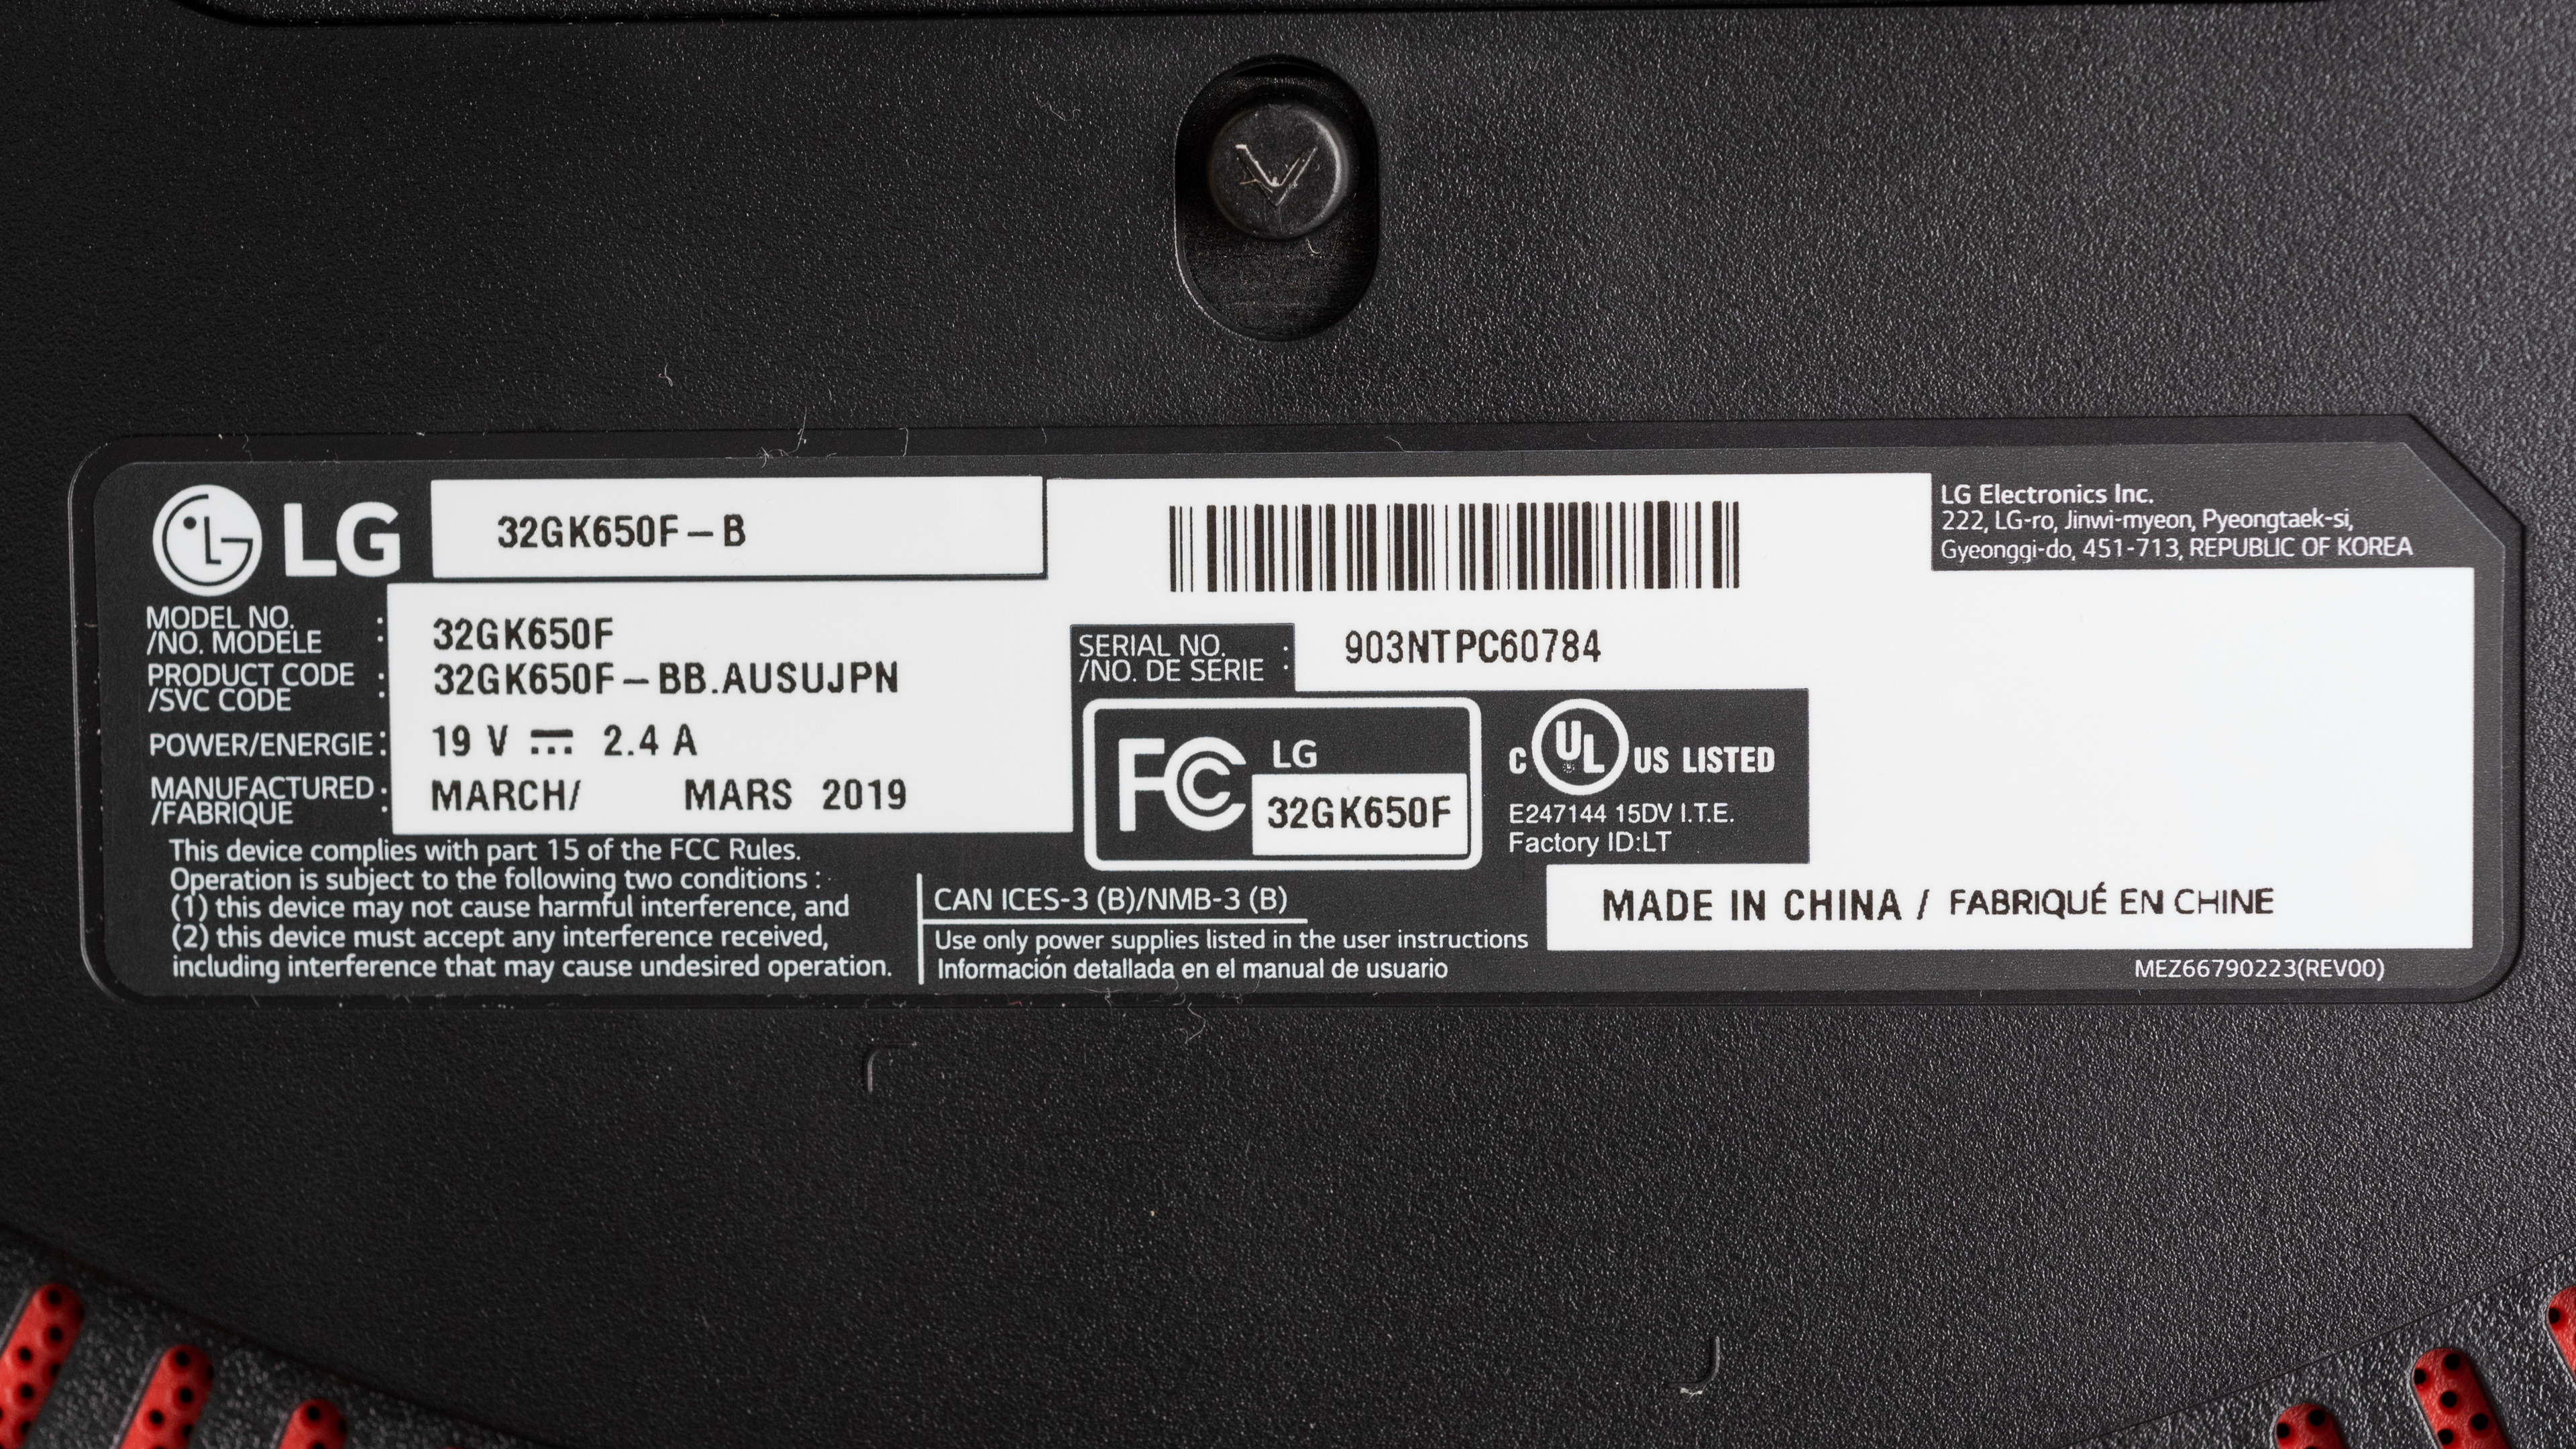 LG
32GK650F-B
LG Electronics Inc.
222, LG-ro, Jinwi-myeon, Pyeongtaek-si,
Gyeonggi-do, 451-713, REPUBLIC OF KOREA
MODEL NO.
/NO. MODÈLE : 32GK650F
PRODUCT CODE
/SVC CODE : 32GK650F-BB.AUSUJPN
POWER/ENERGIE : 19 V ⎓ 2.4 A
MANUFACTURED
/FABRIQUE : MARCH/ MARS 2019
SERIAL NO.
/NO. DE SERIE : 903NTPC60784
FC LG
32GK650F
C UL US LISTED
E247144 15DV I.T.E.
Factory ID:LT
This device complies with part 15 of the FCC Rules.
Operation is subject to the following two conditions :
(1) this device may not cause harmful interference, and
(2) this device must accept any interference received,
including interference that may cause undesired operation.
CAN ICES-3 (B)/NMB-3 (B)
Use only power supplies listed in the user instructions
Información detallada en el manual de usuario
MADE IN CHINA / FABRIQUÉ EN CHINE
MEZ66790223(REV00)